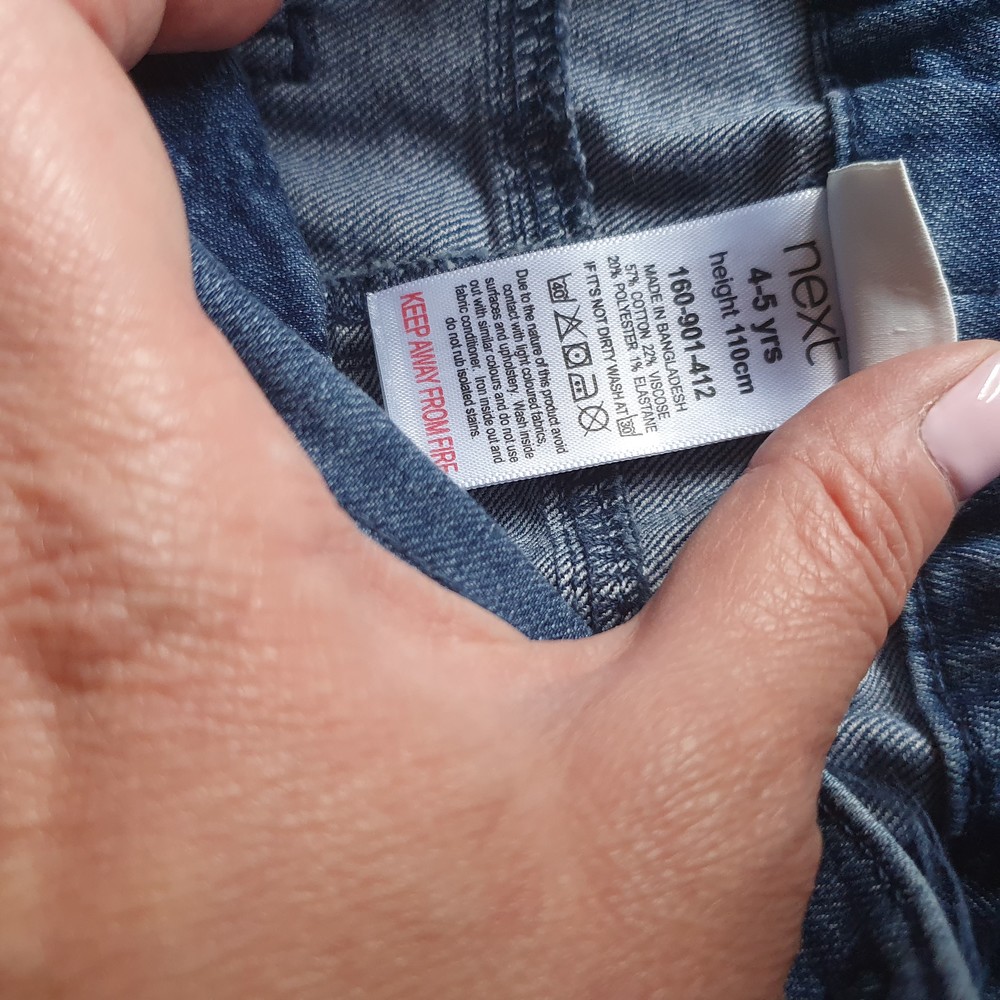 next
4-5 yrs
height 110cm
160-901-412
MADE IN BANGLADESH
57% COTTON 22% VISCOSE
20% POLYESTER 1% ELASTANE
IF IT'S NOT DIRTY WASH AT 30
40
Due to the nature of this product avoid
contact with light coloured fabrics,
surfaces and upholstery. Wash inside
out with similar colours and do not use
fabric conditioner. Iron inside out and
do not rub isolated stains.
KEEP AWAY FROM FIRE